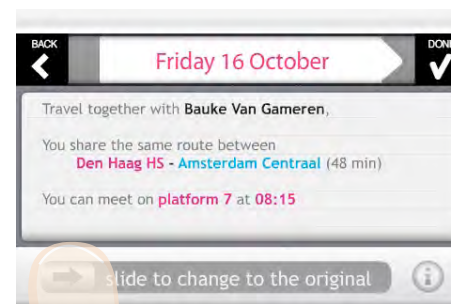 BACK
Friday 16 October
DONE
Travel together with Bauke Van Gameren,
You share the same route between
Den Haag HS - Amsterdam Centraal (48 min)
You can meet on platform 7 at 08:15
slide to change to the original